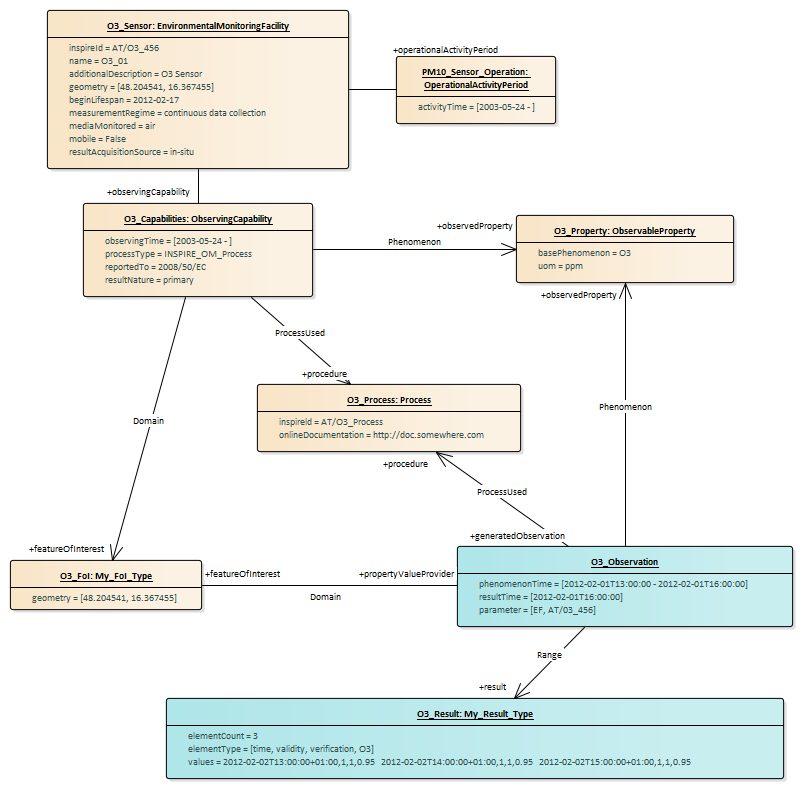 O3_Sensor: EnvironmentalMonitoringFacility
inspireId = AT/O3_456
name = O3_01
additionalDescription = O3 Sensor
geometry = [48.204541, 16.367455]
beginLifespan = 2012-02-17
measurementRegime = continuous data collection
mediaMonitored = air
mobile = False
resultAcquisitionSource = in-situ
+operationalActivityPeriod
PM10_Sensor_Operation:
OperationalActivityPeriod
activityTime = [2003-05-24 - ]
+observingCapability
O3_Capabilities: ObservingCapability
observingTime = [2003-05-24 - ]
processType = INSPIRE_OM_Process
reportedTo = 2008/50/EC
resultNature = primary
+observedProperty
Phenomenon
O3_Property: ObservableProperty
basePhenomenon = O3
uom = ppm
+observedProperty
ProcessUsed
+procedure
O3_Process: Process
inspireId = AT/O3_Process
onlineDocumentation = http://doc.somewhere.com
Phenomenon
Domain
+procedure
ProcessUsed
+generatedObservation
+featureOfInterest
O3_FoI: My_FoI_Type
geometry = [48.204541, 16.367455]
+featureOfInterest
+propertyValueProvider
Domain
O3_Observation
phenomenonTime = [2012-02-01T13:00:00 - 2012-02-01T16:00:00]
resultTime = [2012-02-01T16:00:00]
parameter = [EF, AT/03_456]
Range
+result
O3_Result: My_Result_Type
elementCount = 3
elementType = [time, validity, verification, O3]
values = 2012-02-02T13:00:00+01:00,1,1,0.95 2012-02-02T14:00:00+01:00,1,1,0.95 2012-02-02T15:00:00+01:00,1,1,0.95